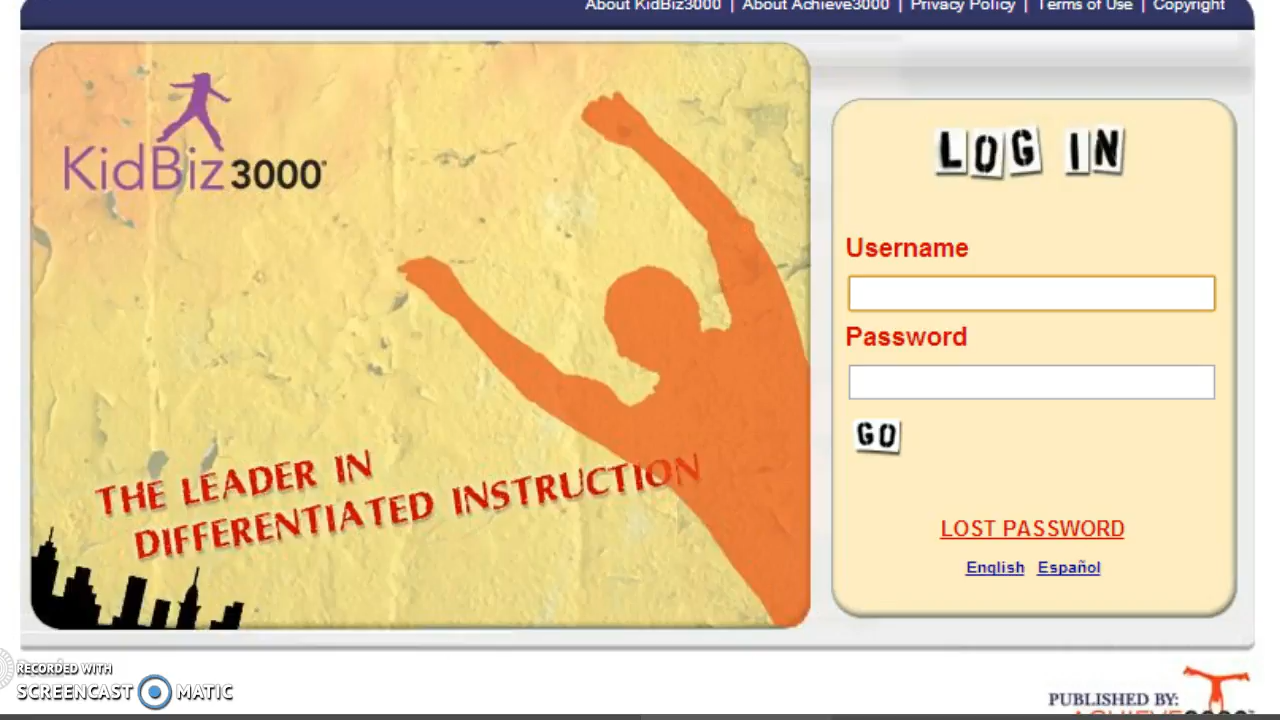 About KidBiz3000 | About Achieve3000 | Privacy Policy | Terms of Use | Copyright
KidBiz3000
LOG IN
Username
Password
GO
THE LEADER IN
DIFFERENTIATED INSTRUCTION
LOST PASSWORD
English Español
RECORDED WITH
SCREENCAST MATIC
PUBLISHED BY:
ACHIEVE3000